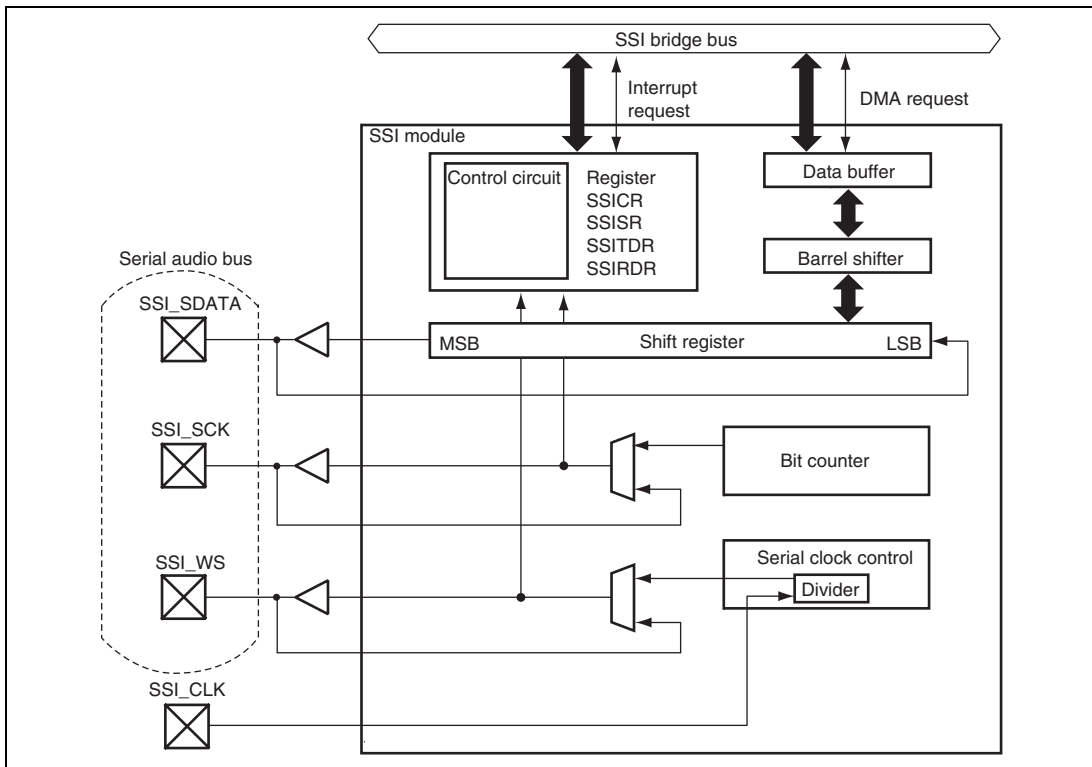 SSI bridge bus
Interrupt
request
DMA request
SSI module
Control circuit
Register
SSICR
SSISR
SSITDR
SSIRDR
Data buffer
Barrel shifter
Serial audio bus
SSI_SDATA
MSB
Shift register
LSB
SSI_SCK
Bit counter
SSI_WS
Serial clock control
Divider
SSI_CLK